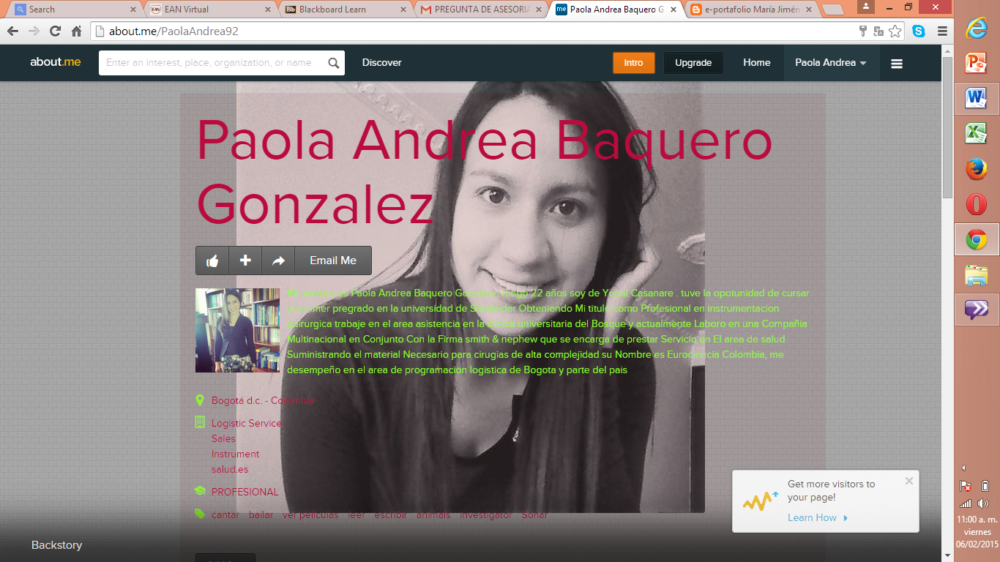 Search
EAN Virtual
Blackboard Learn
PREGUNTA DE ASESORIA
Paola Andrea Baquero G
e-portafolio María Jimén
about.me/PaolaAndrea92
about.me
Enter an interest, place, organization, or name
Discover
Intro
Upgrade
Home
Paola Andrea
Paola Andrea Baquero
Gonzalez
Email Me
Mi nombre es Paola Andrea Baquero Gonzalez, tengo 22 años soy de Yopal Casanare . tuve la opotunidad de cursar
primer pregrado en la universidad de Santander Obteniendo Mi titulo como Profesional en instrumentacion
quirurgica trabaje en el area asistencia en la clinica universitaria del Bosque y actualmente Laboro en una Compañia
Multinacional en Conjunto Con la Firma smith & nephew que se encarga de prestar Servicio en El area de salud
Suministrando el material Necesario para cirugias de alta complejidad su Nombre es Eurociencia Colombia, me
desempeño en el area de programacion logistica de Bogota y parte del pais
Bogotá d.c. - Colombia
Logistic Service
Sales
Instrument
salud.es
PROFESIONAL
cantar bailar ver peliculas leer escribir animals investigator Soñar
Get more visitors to
your page!
Learn How
Backstory
11:00 a. m.
viernes
06/02/2015